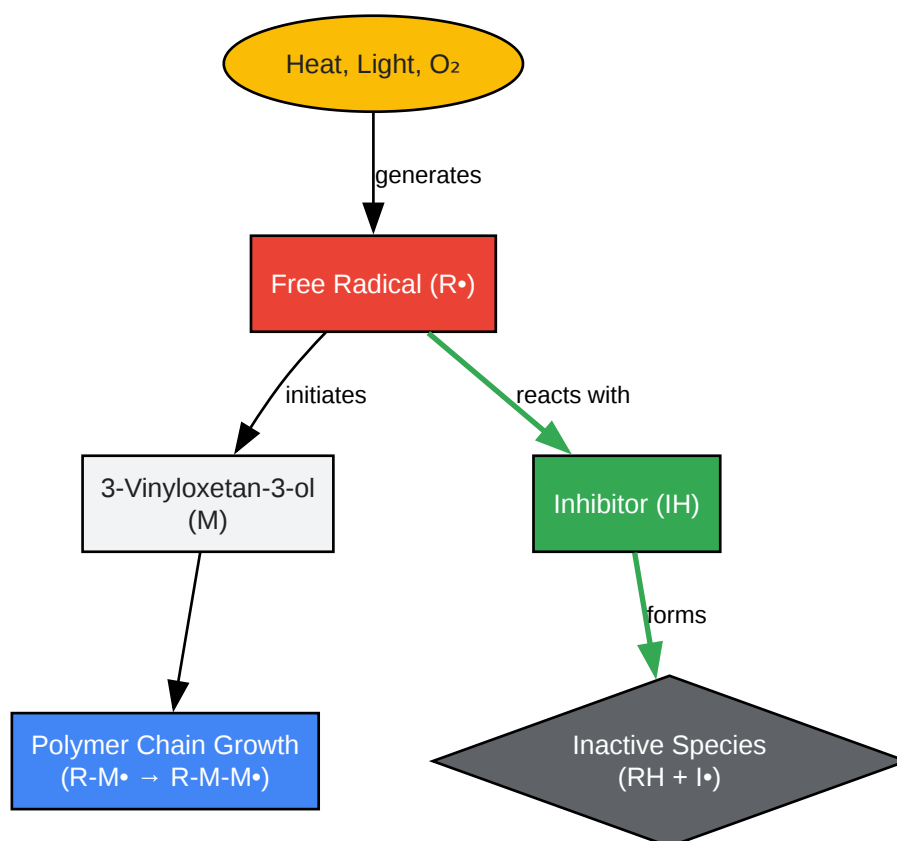 Heat, Light, O₂
generates
Free Radical (R•)
initiates
reacts with
3-Vinyloxetan-3-ol
(M)
Inhibitor (IH)
forms
Polymer Chain Growth
(R-M• → R-M-M•)
Inactive Species
(RH + I•)